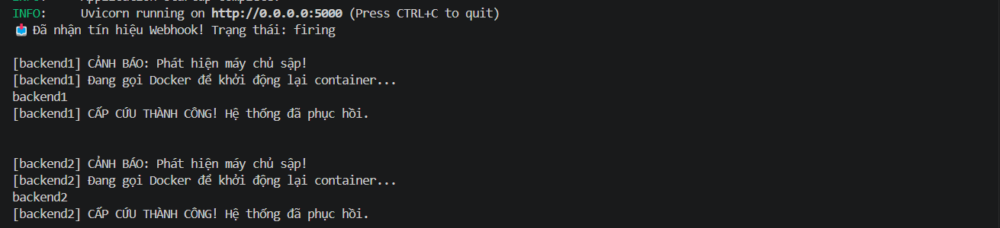 INFO:     Application startup complete.
INFO:     Uvicorn running on http://0.0.0.0:5000 (Press CTRL+C to quit)
Đã nhận tín hiệu Webhook! Trạng thái: firing
[backend1] CẢNH BÁO: Phát hiện máy chủ sập!
[backend1] Đang gọi Docker để khởi động lại container...
backend1
[backend1] CẤP CỨU THÀNH CÔNG! Hệ thống đã phục hồi.
[backend2] CẢNH BÁO: Phát hiện máy chủ sập!
[backend2] Đang gọi Docker để khởi động lại container...
backend2
[backend2] CẤP CỨU THÀNH CÔNG! Hệ thống đã phục hồi.